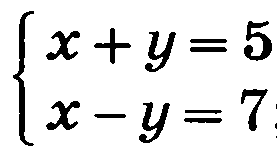 x + y = 5
x − y = 7;